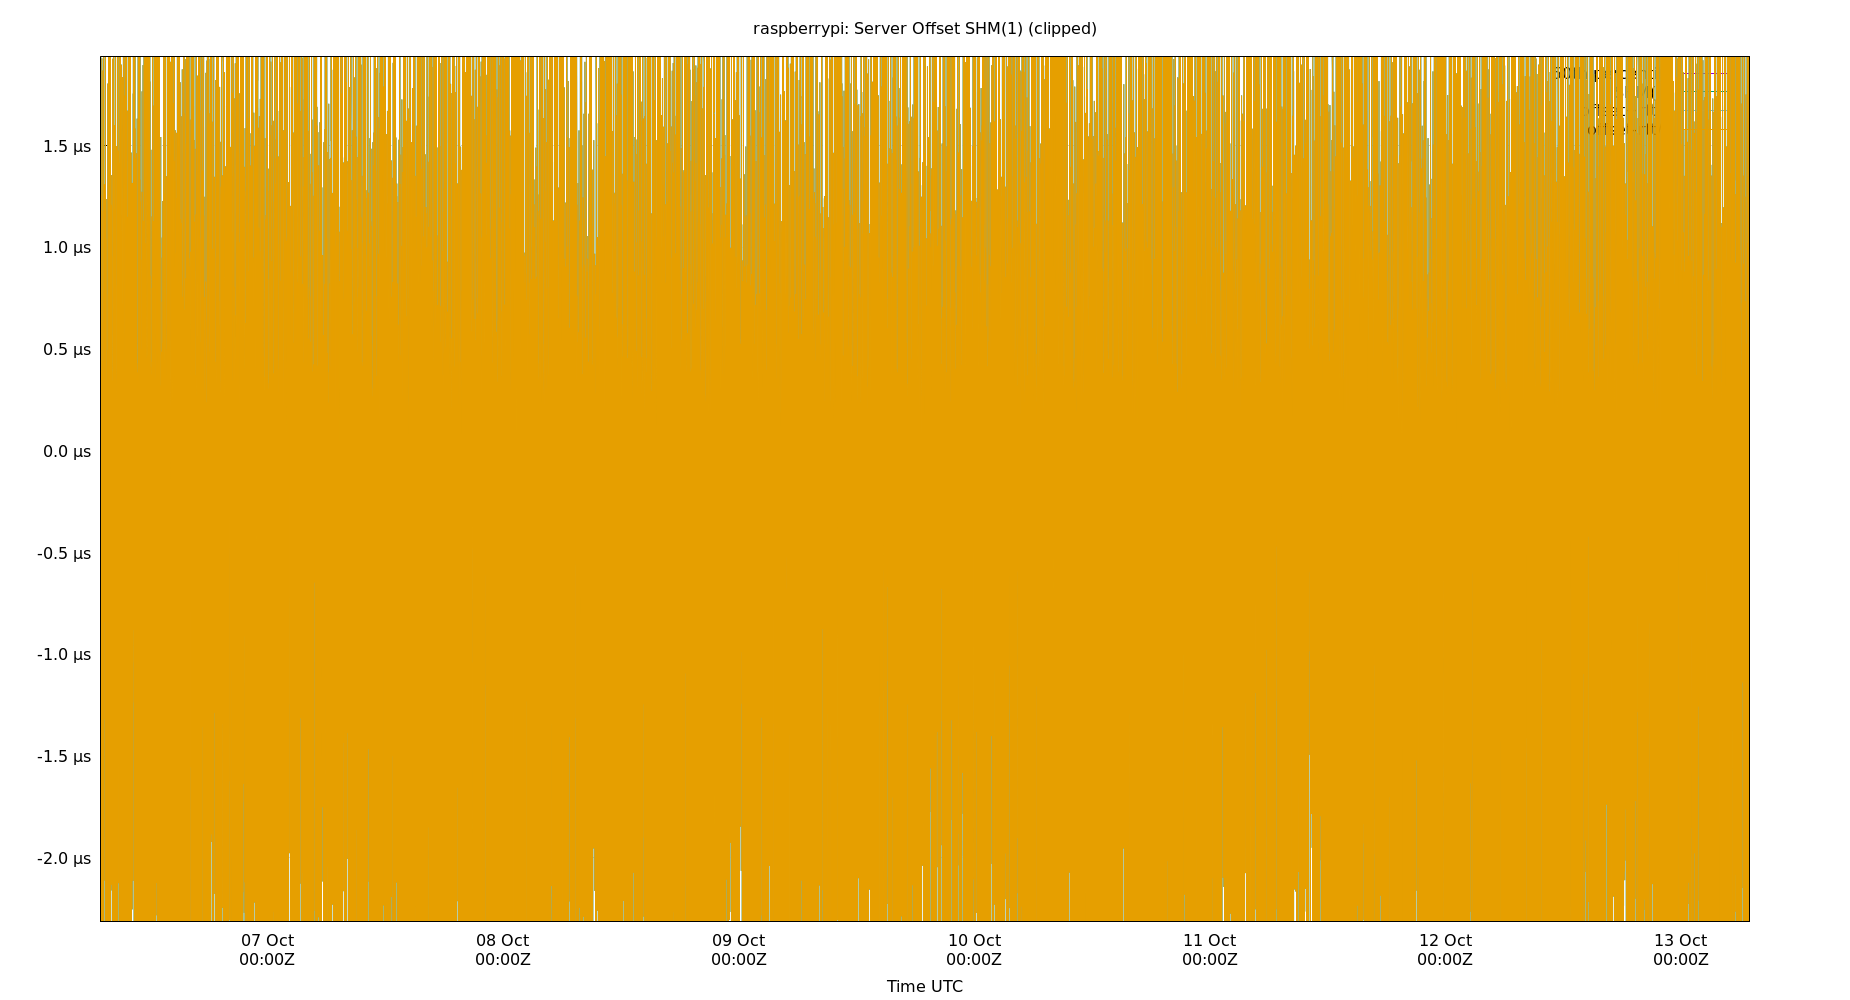 raspberrypi: Server Offset SHM(1) (clipped)
1.5 µs
1.0 µs
0.5 µs
0.0 µs
-0.5 µs
-1.0 µs
-1.5 µs
-2.0 µs
07 Oct 08 Oct 09 Oct 10 Oct 11 Oct 12 Oct 13 Oct
00:00Z 00:00Z 00:00Z 00:00Z 00:00Z 00:00Z 00:00Z
Time UTC